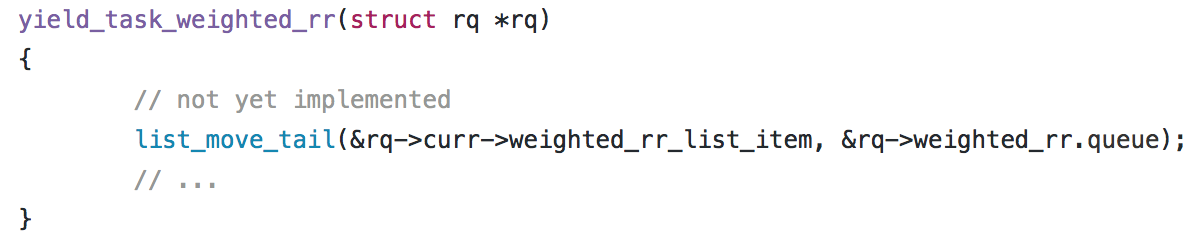 yield_task_weighted_rr(struct rq *rq)
{
// not yet implemented
list_move_tail(&rq->curr->weighted_rr_list_item, &rq->weighted_rr.queue);
// ...
}